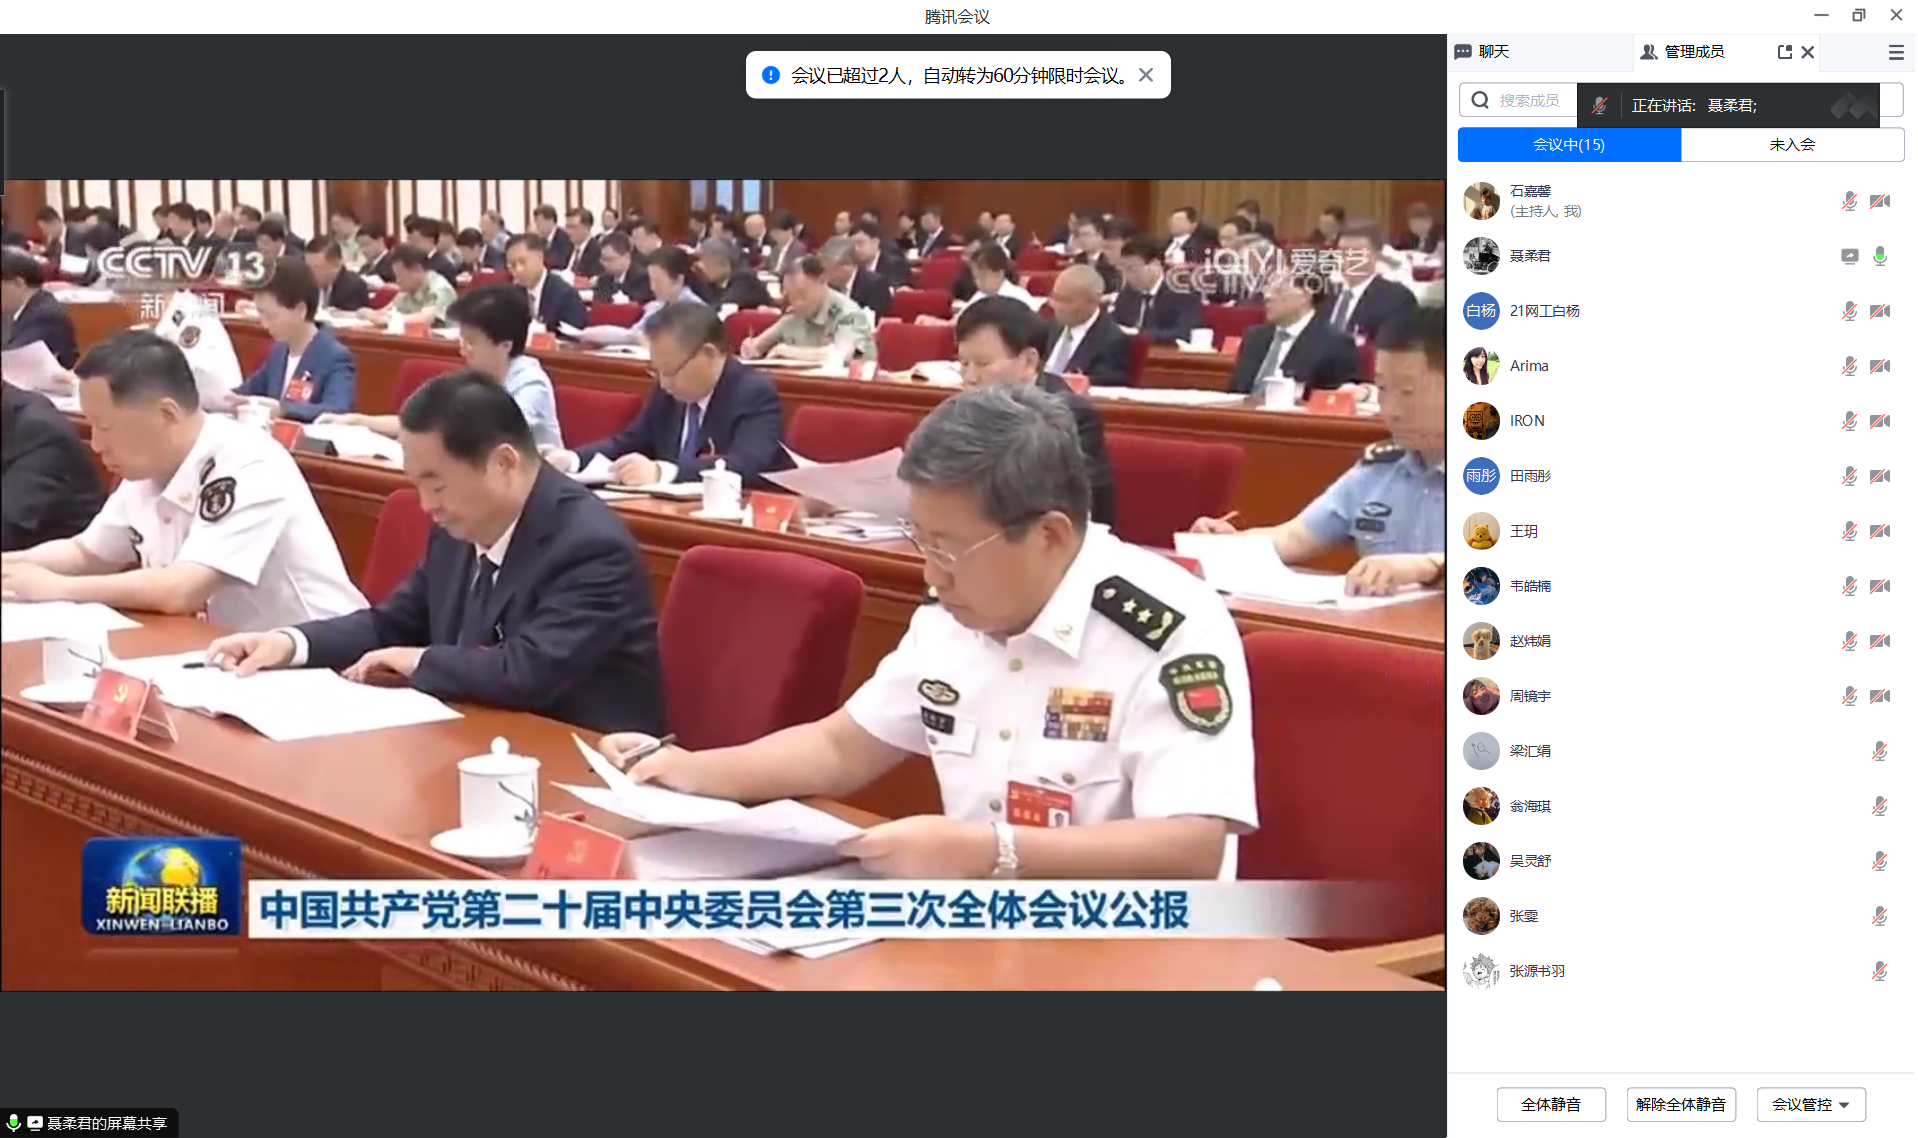 腾讯会议
会议已超过2人，自动转为60分钟限时会议。
聊天
管理成员
搜索成员
正在讲话: 聂柔君;
会议中(15)
未入会
石嘉馨
(主持人, 我)
聂柔君
白杨
21网工白杨
Arima
IRON
雨彤
田雨彤
王玥
韦皓楠
赵炜娟
周镜宇
梁汇绢
翁海琪
吴灵舒
张雯
张源书羽
CCTV 13
新闻
iQIYI 爱奇艺
CCTV.com
新闻联播
XINWEN LIANBO
中国共产党第二十届中央委员会第三次全体会议公报
聂柔君的屏幕共享
全体静音
解除全体静音
会议管控